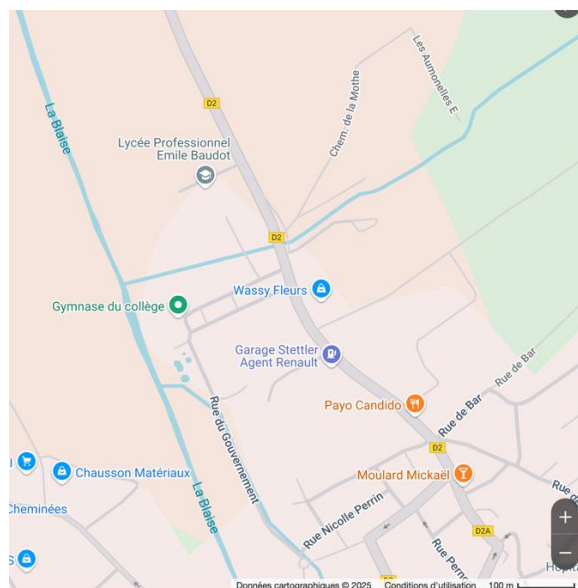 Les Aumonelles E
La Blaise
D2
Chem. de la Mothe
Lycée Professionnel
Emile Baudot
D2
Wassy Fleurs
Gymnase du collège
Garage Stettler
Agent Renault
Rue de Bar
Payo Candido
Rue de Bar
Rue du Gouvernement
D2
Chausson Matériaux
Moulard Mickaël
La Blaise
Cheminées
Rue Nicolle Perrin
D2A
Données cartographiques © 2025
Conditions d'utilisation
100 m